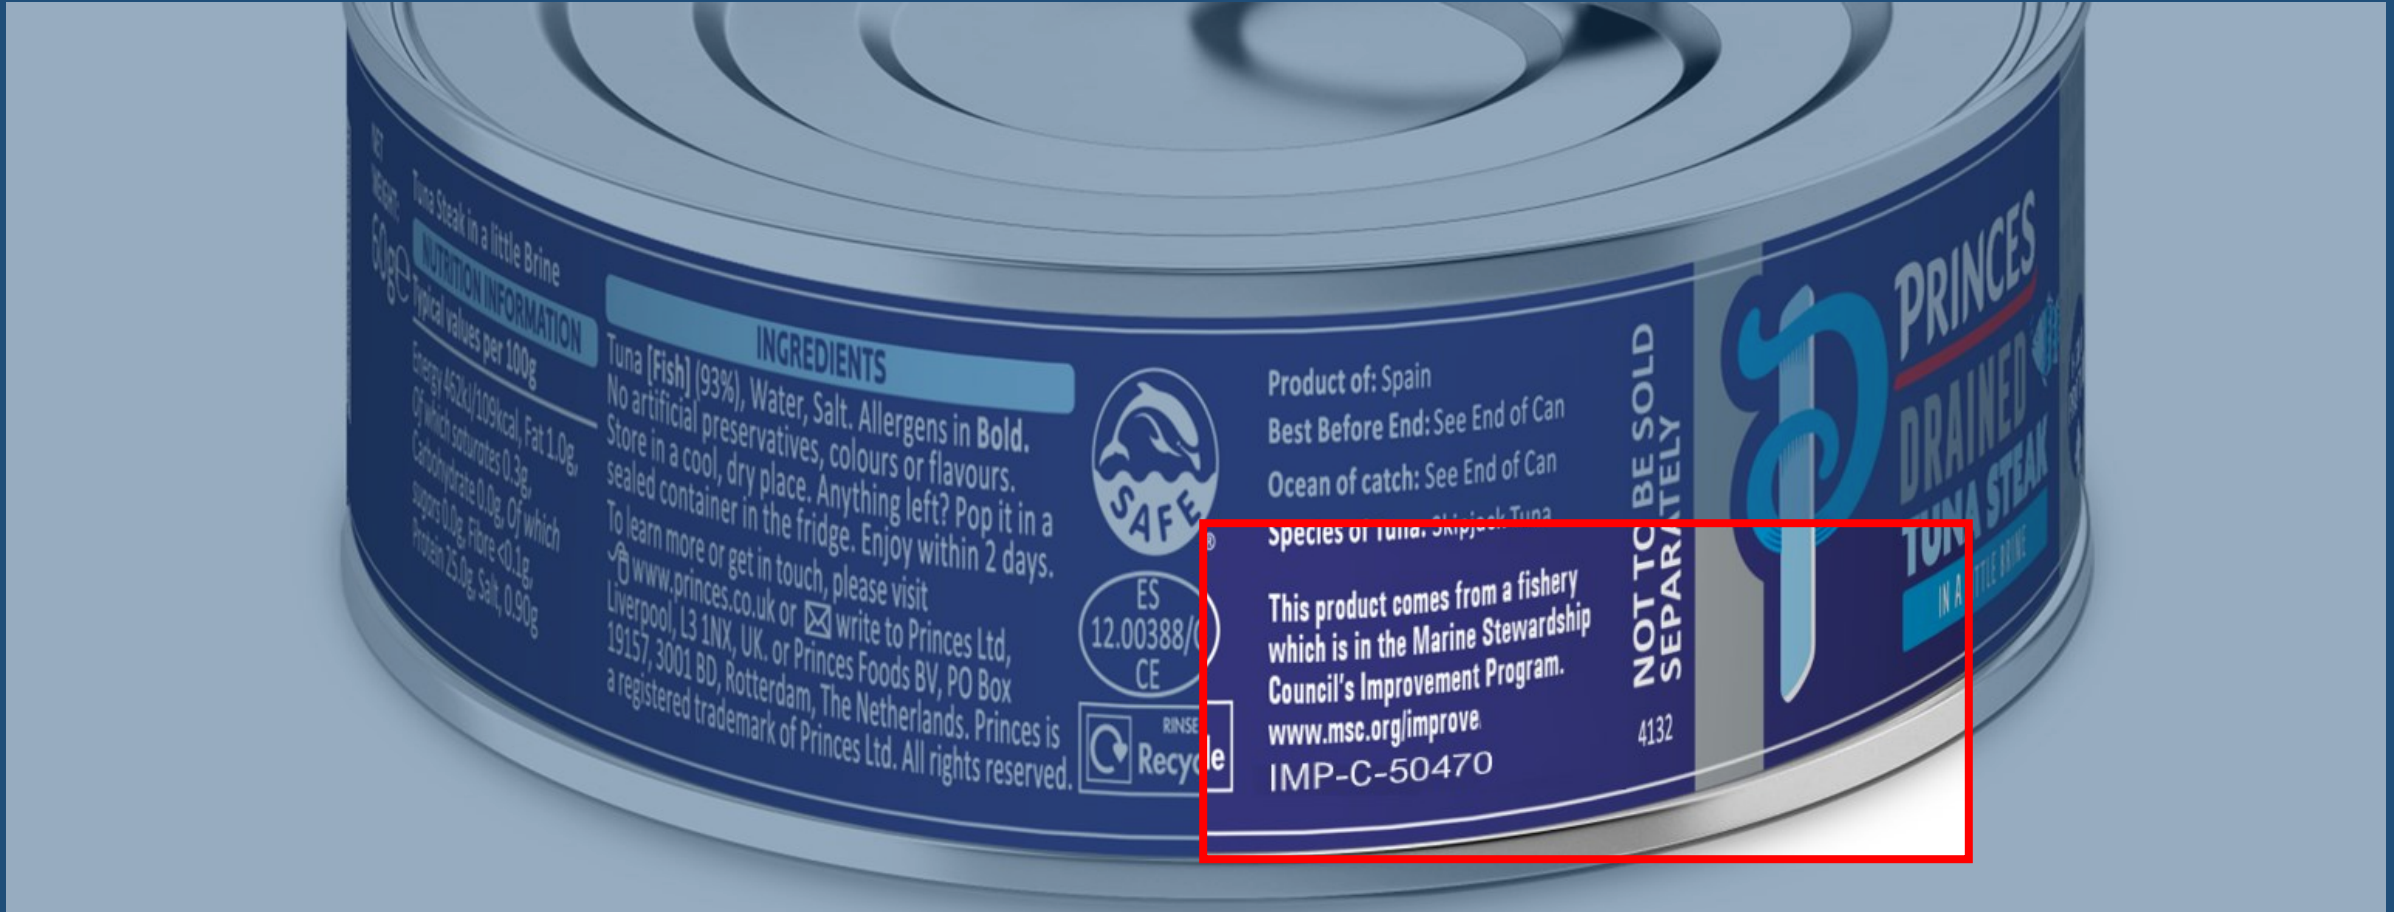 NET
WEIGHT:
60g℮
Tuna Steak in a little Brine
NUTRITION INFORMATION
Typical values per 100g
Energy 462kJ/109kcal, Fat 1.0g,
Of which saturates 0.3g,
Carbohydrate 0.0g, Of which
sugars 0.0g, Fibre <0.1g,
Protein 25.0g, Salt, 0.90g
INGREDIENTS
Tuna [Fish] (93%), Water, Salt. Allergens in Bold.
No artificial preservatives, colours or flavours.
Store in a cool, dry place. Anything left? Pop it in a
sealed container in the fridge. Enjoy within 2 days.
To learn more or get in touch, please visit
www.princes.co.uk or write to Princes Ltd,
Liverpool, L3 1NX, UK. or Princes Foods BV, PO Box
19157, 3001 BD, Rotterdam, The Netherlands. Princes is
a registered trademark of Princes Ltd. All rights reserved.
SAFE
®
ES
12.00388/
CE
RINSE
Recycle
Product of: Spain
Best Before End: See End of Can
Ocean of catch: See End of Can
Species of Tuna: Skipjack Tuna
This product comes from a fishery
which is in the Marine Stewardship
Council's Improvement Program.
www.msc.org/improve
IMP-C-50470
NOT TO BE SOLD
SEPARATELY
4132
PRINCES
DRAINED
TUNA STEAK
IN A LITTLE BRINE